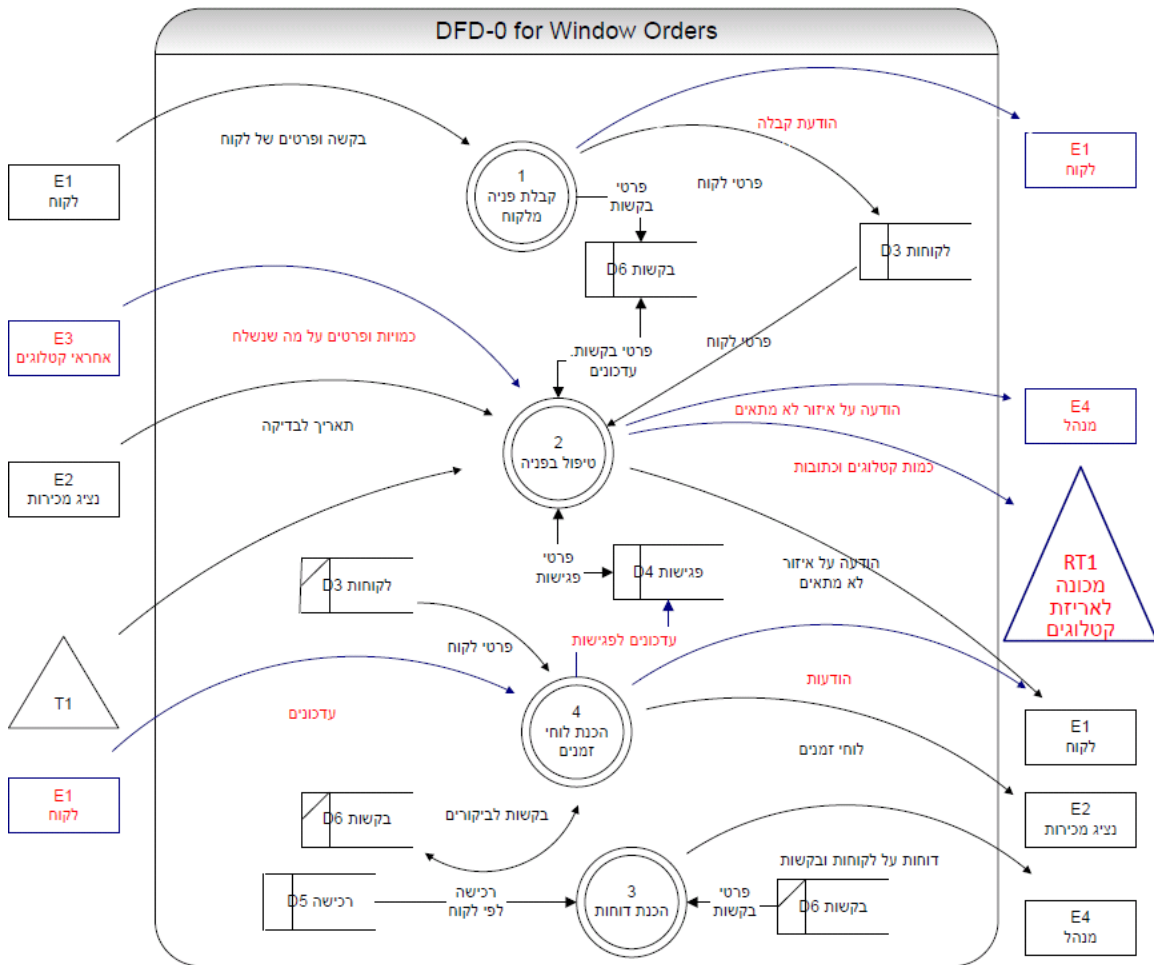 DFD-0 for Window Orders
E1
לקוח
בקשה ופרטים של לקוח
1
קבלת פניה
מלקוח
הודעת קבלה
E1
לקוח
פרטי
בקשות
פרטי לקוח
D6 בקשות
D3 לקוחות
E3
אחראי קטלוגים
כמויות ופרטים על מה שנשלח
פרטי בקשות.
עדכונים
פרטי לקוח
E2
נציג מכירות
תאריך לבדיקה
2
טיפול בפניה
הודעה על איזור לא מתאים
E4
מנהל
כמות קטלוגים וכתובות
RT1
מכונה
לאריזת
קטלוגים
פרטי
פגישות
D4 פגישות
הודעה על איזור
לא מתאים
D3 לקוחות
פרטי לקוח
עדכונים לפגישות
T1
עדכונים
4
הכנת לוחי
זמנים
הודעות
E1
לקוח
לוחי זמנים
E1
לקוח
E2
נציג מכירות
D6 בקשות
בקשות לביקורים
דוחות על לקוחות ובקשות
D5 רכישה
רכישה
לפי לקוח
3
הכנת דוחות
פרטי
בקשות
D6 בקשות
E4
מנהל